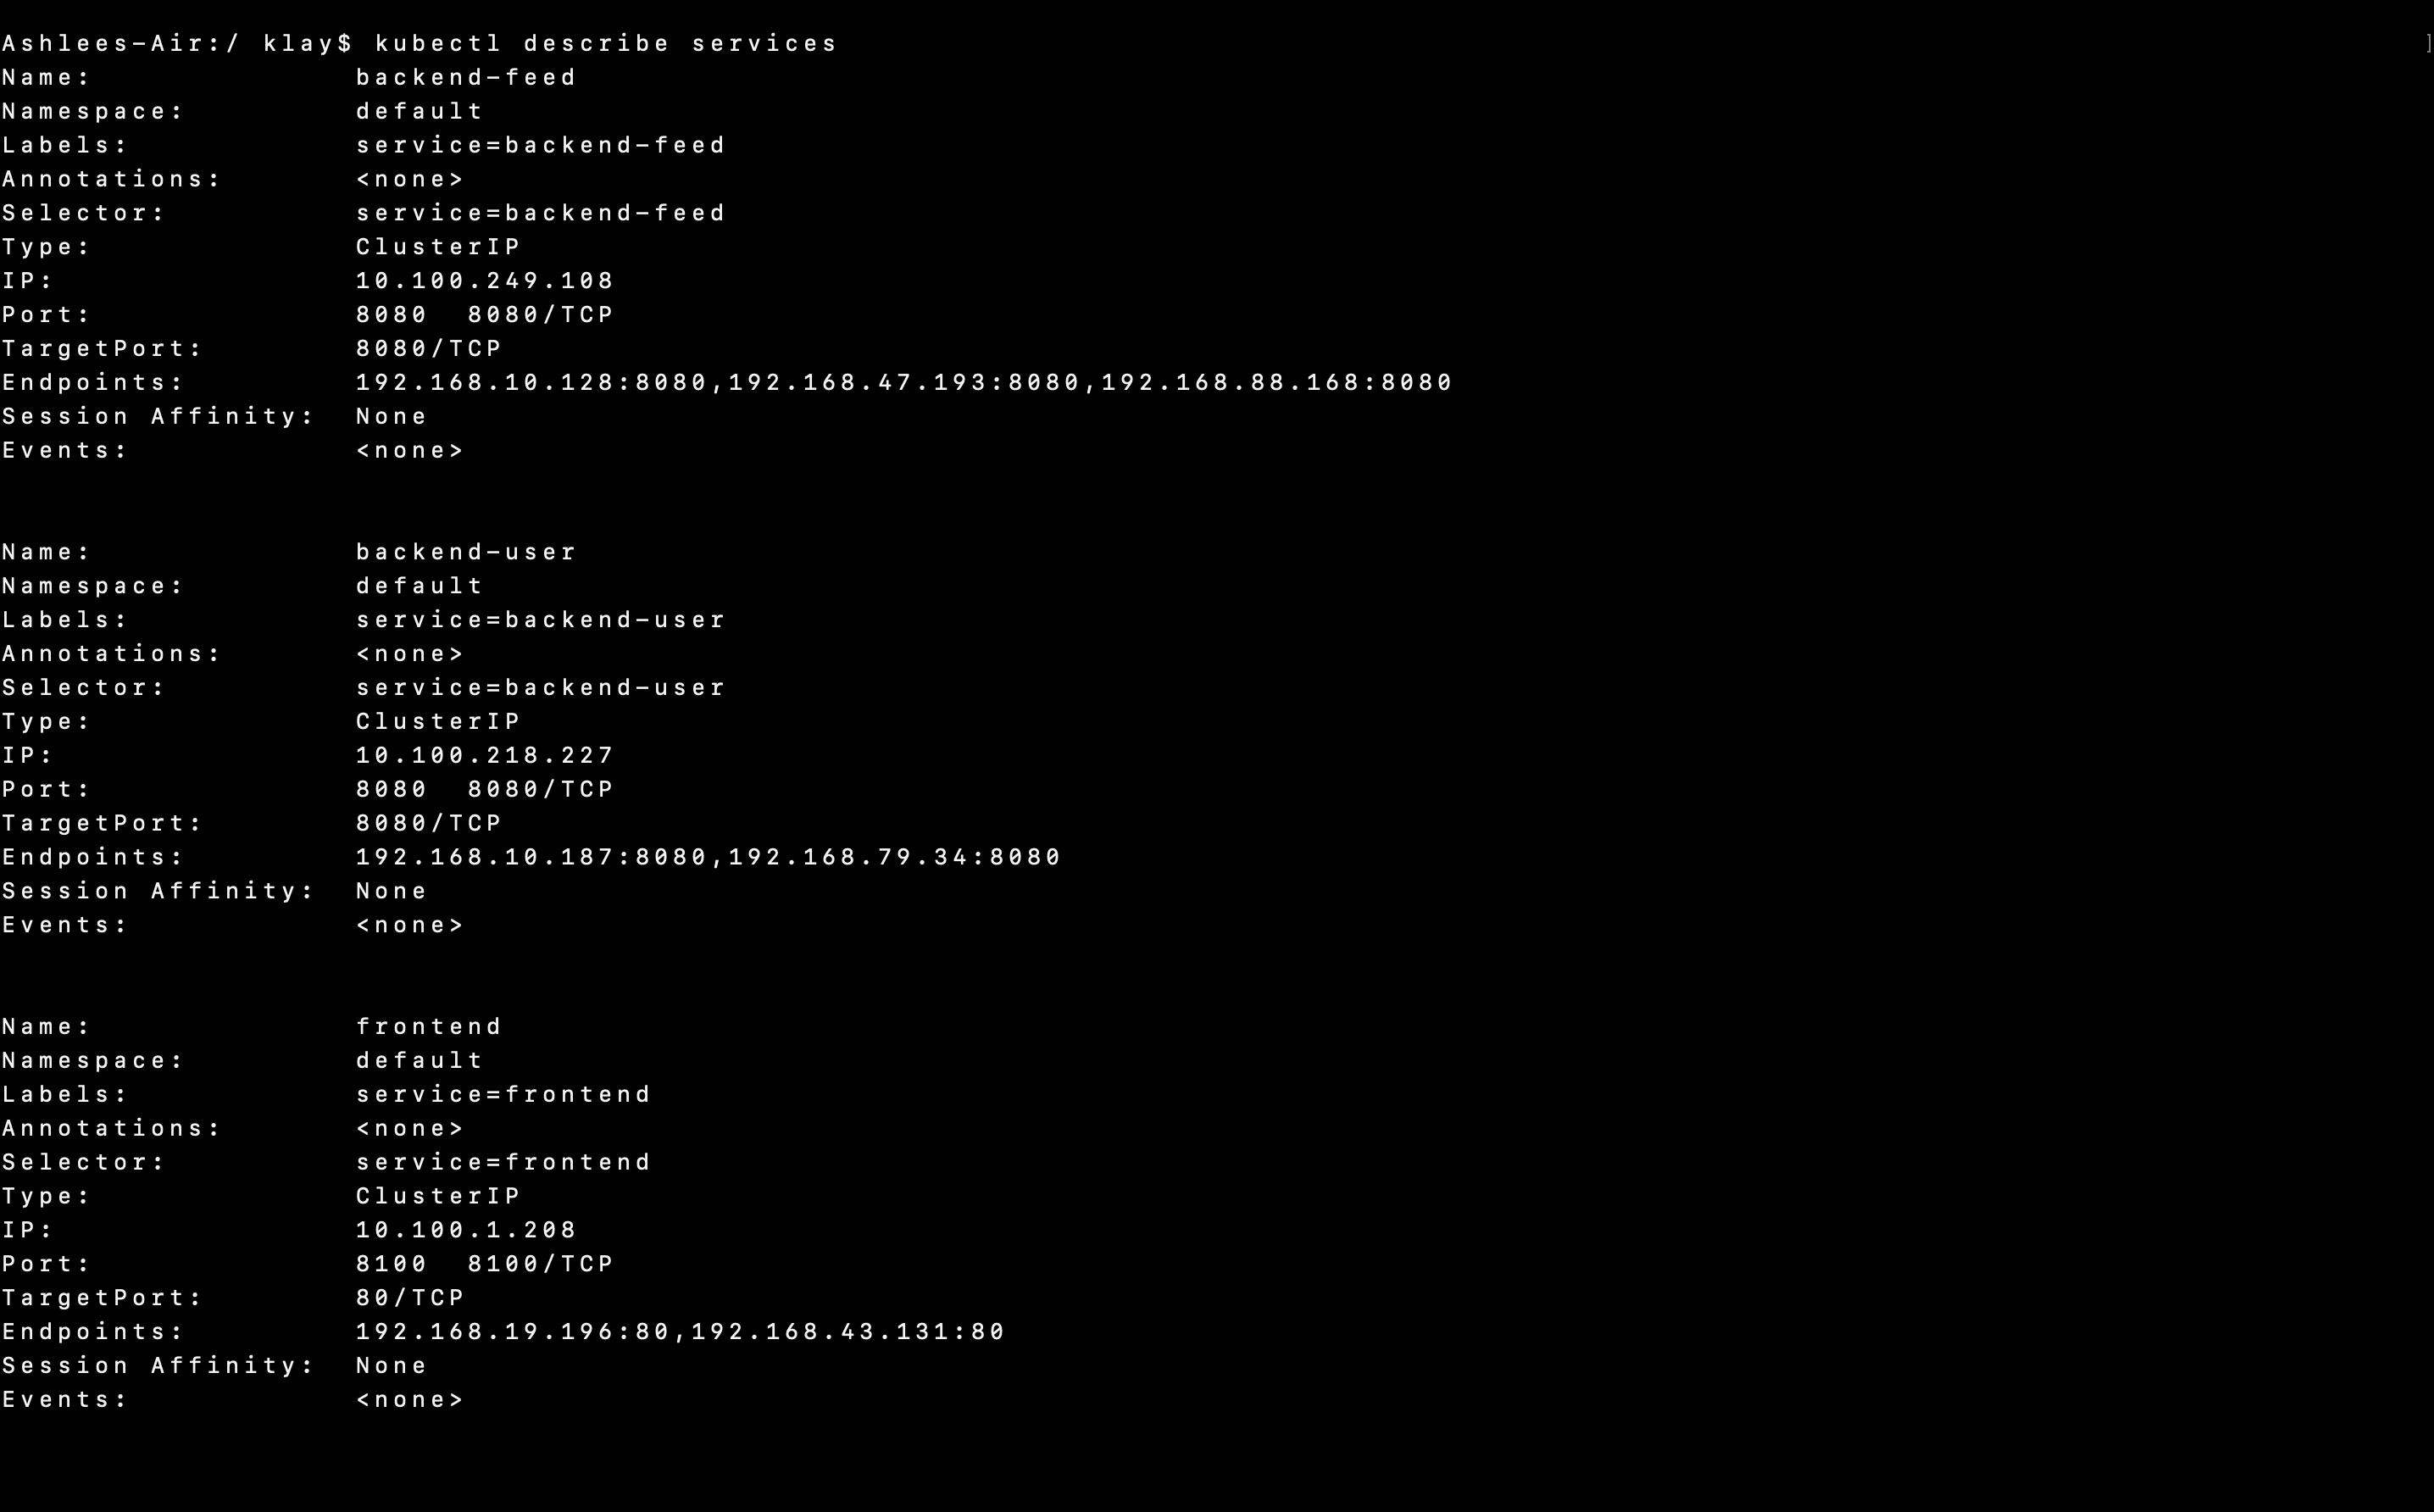 Ashlees-Air:/ klay$ kubectl describe services ]
Name: backend-feed
Namespace: default
Labels: service=backend-feed
Annotations: <none>
Selector: service=backend-feed
Type: ClusterIP
IP: 10.100.249.108
Port: 8080  8080/TCP
TargetPort: 8080/TCP
Endpoints: 192.168.10.128:8080,192.168.47.193:8080,192.168.88.168:8080
Session Affinity: None
Events: <none>
Name: backend-user
Namespace: default
Labels: service=backend-user
Annotations: <none>
Selector: service=backend-user
Type: ClusterIP
IP: 10.100.218.227
Port: 8080  8080/TCP
TargetPort: 8080/TCP
Endpoints: 192.168.10.187:8080,192.168.79.34:8080
Session Affinity: None
Events: <none>
Name: frontend
Namespace: default
Labels: service=frontend
Annotations: <none>
Selector: service=frontend
Type: ClusterIP
IP: 10.100.1.208
Port: 8100  8100/TCP
TargetPort: 80/TCP
Endpoints: 192.168.19.196:80,192.168.43.131:80
Session Affinity: None
Events: <none>